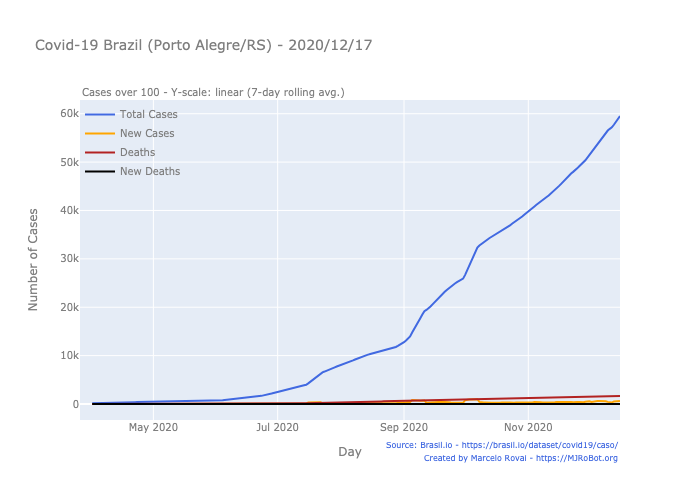 Covid-19 Brazil (Porto Alegre/RS) - 2020/12/17
Cases over 100 - Y-scale: linear (7-day rolling avg.)
Total Cases
New Cases
Deaths
New Deaths
Number of Cases
60k
50k
40k
30k
20k
10k
0
May 2020
Jul 2020
Sep 2020
Nov 2020
Day
Source: Brasil.io - https://brasil.io/dataset/covid19/caso/
Created by Marcelo Rovai - https://MJRoBot.org